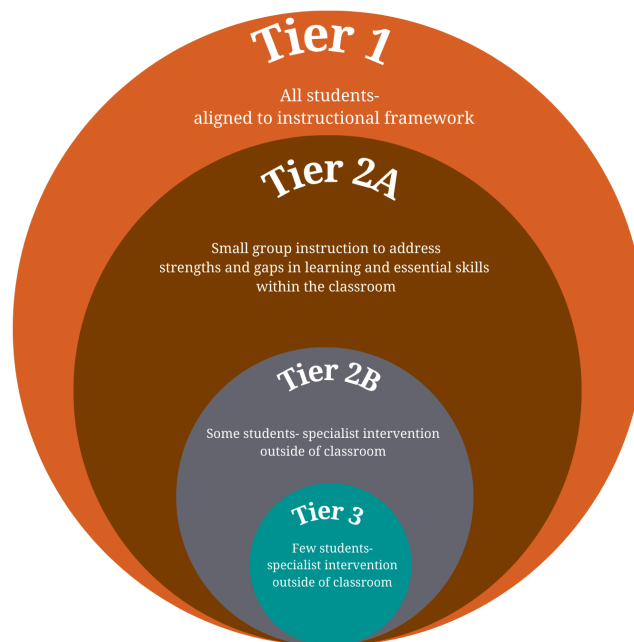 Tier 1
All students-
aligned to instructional framework
Tier 2A
Small group instruction to address
strengths and gaps in learning and essential skills
within the classroom
Tier 2B
Some students- specialist intervention
outside of classroom
Tier 3
Few students-
specialist intervention
outside of classroom